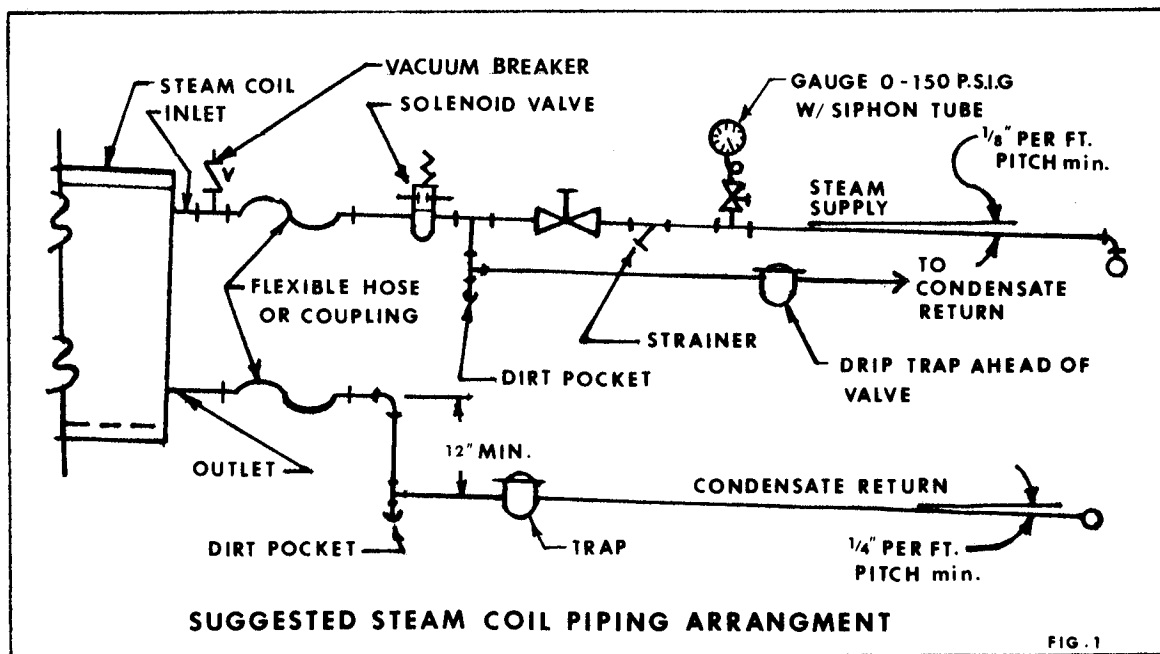 STEAM COIL
INLET
VACUUM BREAKER
SOLENOID VALVE
GAUGE 0-150 P.S.I.G
W/ SIPHON TUBE
1/8" PER FT.
PITCH min.
STEAM
SUPPLY
V
FLEXIBLE HOSE
OR COUPLING
TO
CONDENSATE
RETURN
STRAINER
DIRT POCKET
DRIP TRAP AHEAD OF
VALVE
12" MIN.
OUTLET
CONDENSATE RETURN
DIRT POCKET
TRAP
1/4" PER FT.
PITCH min.
SUGGESTED STEAM COIL PIPING ARRANGMENT
FIG.1